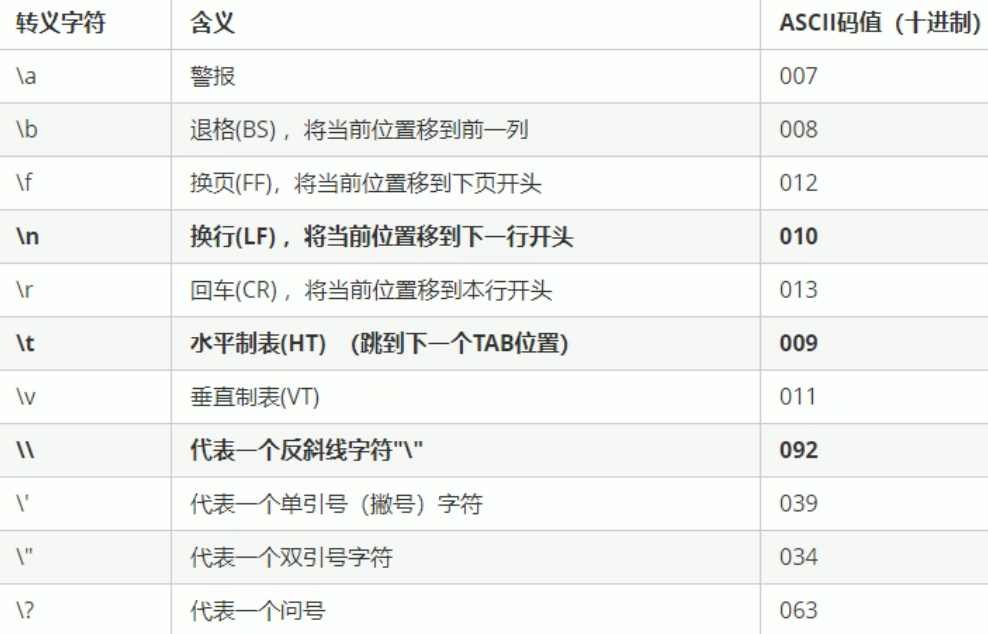 转义字符 含义 ASCII码值（十进制）
\a 警报 007
\b 退格(BS) ，将当前位置移到前一列 008
\f 换页(FF)，将当前位置移到下页开头 012
\n 换行(LF) ，将当前位置移到下一行开头 010
\r 回车(CR) ，将当前位置移到本行开头 013
\t 水平制表(HT) （跳到下一个TAB位置） 009
\v 垂直制表(VT) 011
\\ 代表一个反斜线字符"\" 092
\' 代表一个单引号（撇号）字符 039
\" 代表一个双引号字符 034
\? 代表一个问号 063